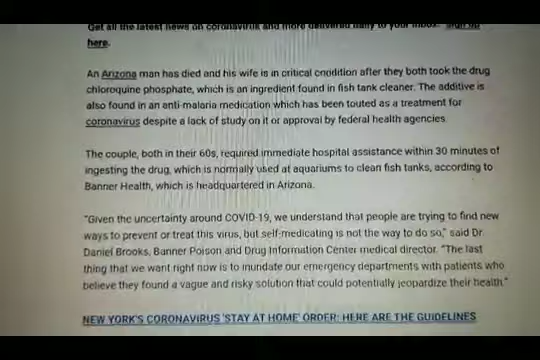 Get all the latest news on coronavirus and more delivered daily to your inbox. Sign up
here.
An Arizona man has died and his wife is in critical condition after they both took the drug
chloroquine phosphate, which is an ingredient found in fish tank cleaner. The additive is
also found in an anti-malaria medication which has been touted as a treatment for
coronavirus despite a lack of study on it or approval by federal health agencies.
The couple, both in their 60s, required immediate hospital assistance within 30 minutes of
ingesting the drug, which is normally used at aquariums to clean fish tanks, according to
Banner Health, which is headquartered in Arizona.
"Given the uncertainty around COVID-19, we understand that people are trying to find new
ways to prevent or treat this virus, but self-medicating is not the way to do so," said Dr.
Daniel Brooks, Banner Poison and Drug Information Center medical director. "The last
thing that we want right now is to inundate our emergency departments with patients who
believe they found a vague and risky solution that could potentially jeopardize their health."
NEW YORK'S CORONAVIRUS 'STAY AT HOME' ORDER: HERE ARE THE GUIDELINES